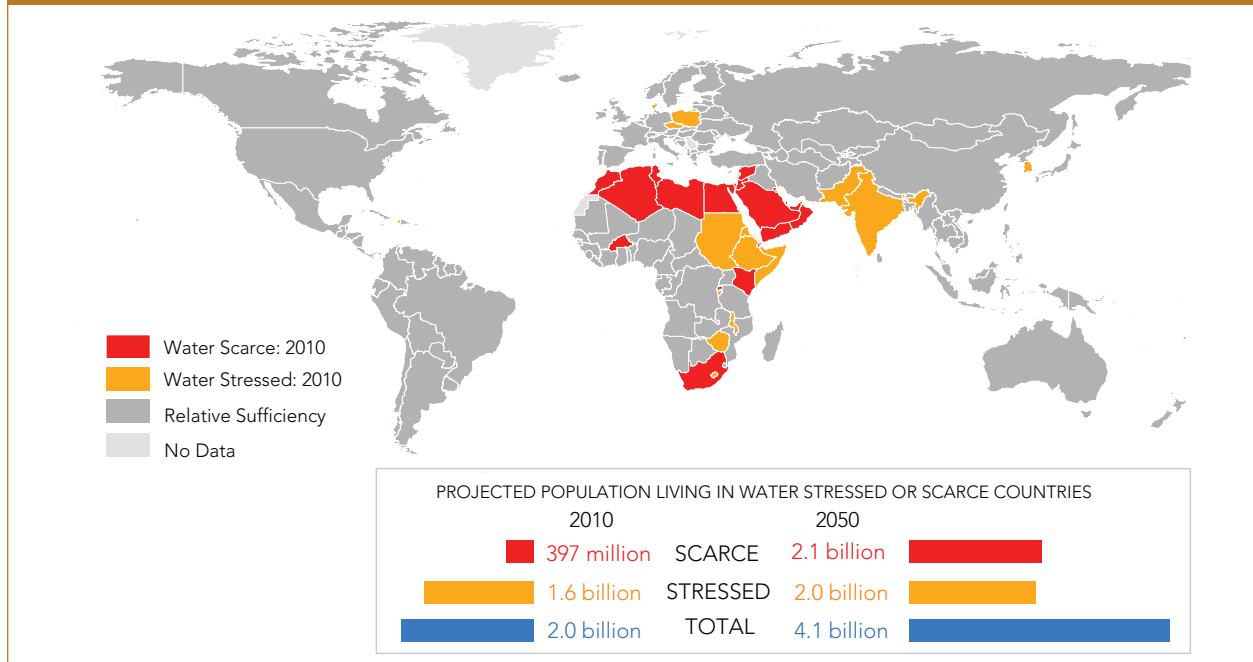 Water Scarce: 2010
Water Stressed: 2010
Relative Sufficiency
No Data
PROJECTED POPULATION LIVING IN WATER STRESSED OR SCARCE COUNTRIES
2010 2050
397 million SCARCE 2.1 billion
1.6 billion STRESSED 2.0 billion
2.0 billion TOTAL 4.1 billion